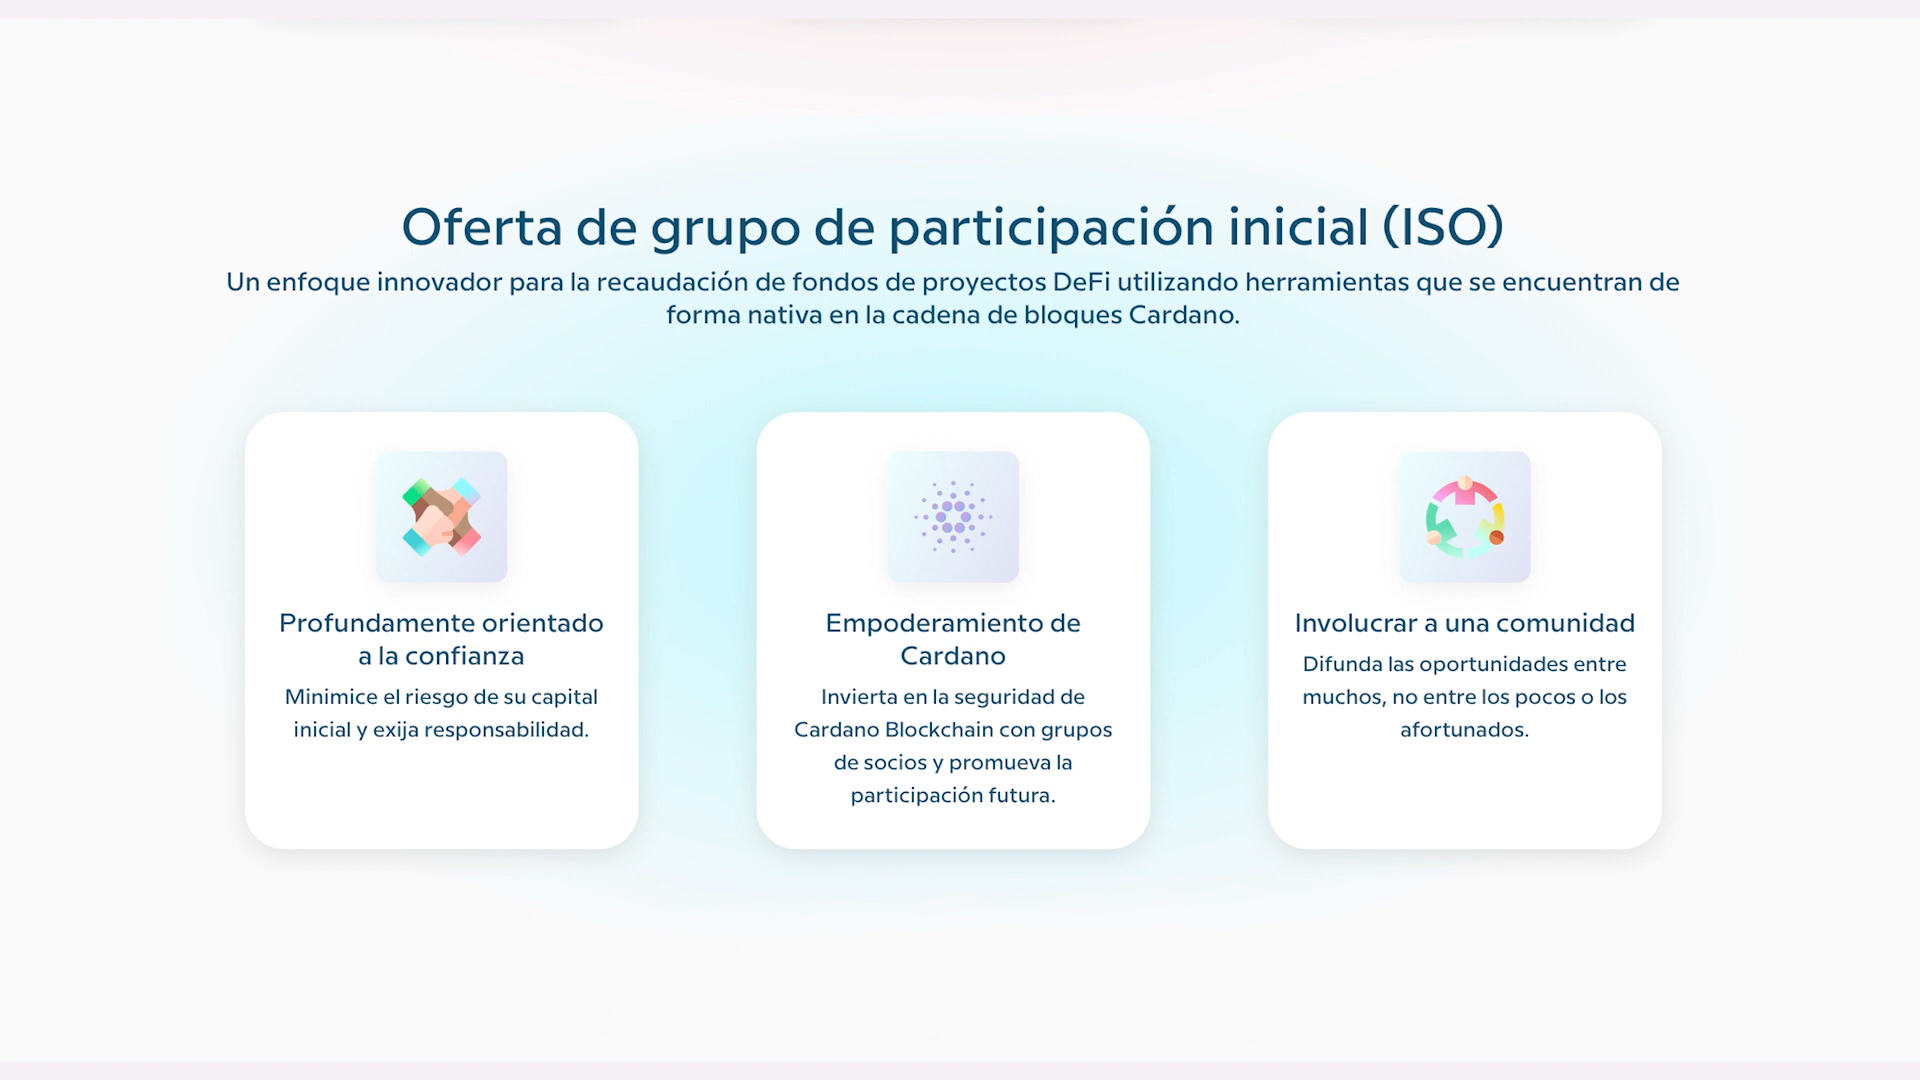 Oferta de grupo de participación inicial (ISO)
Un enfoque innovador para la recaudación de fondos de proyectos DeFi utilizando herramientas que se encuentran de
forma nativa en la cadena de bloques Cardano.
Profundamente orientado
a la confianza
Minimice el riesgo de su capital
inicial y exija responsabilidad.
Empoderamiento de
Cardano
Invierta en la seguridad de
Cardano Blockchain con grupos
de socios y promueva la
participación futura.
Involucrar a una comunidad
Difunda las oportunidades entre
muchos, no entre los pocos o los
afortunados.